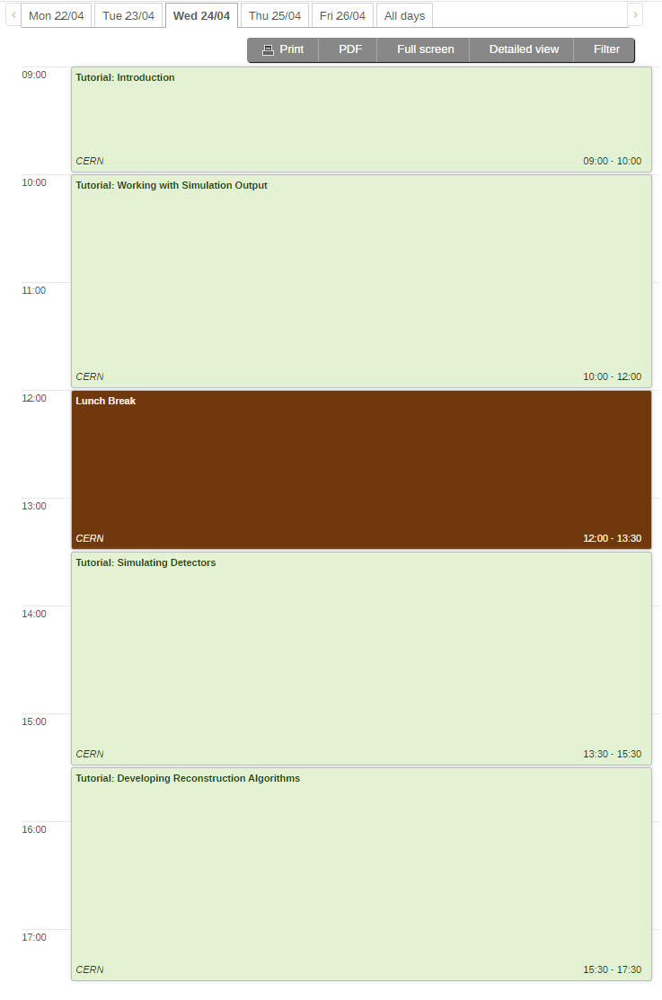 Mon 22/04 Tue 23/04 Wed 24/04 Thu 25/04 Fri 26/04 All days
Print PDF Full screen Detailed view Filter
09:00
Tutorial: Introduction
CERN 09:00 - 10:00
10:00
Tutorial: Working with Simulation Output
11:00
CERN 10:00 - 12:00
12:00
Lunch Break
13:00
CERN 12:00 - 13:30
Tutorial: Simulating Detectors
14:00
15:00
CERN 13:30 - 15:30
Tutorial: Developing Reconstruction Algorithms
16:00
17:00
CERN 15:30 - 17:30